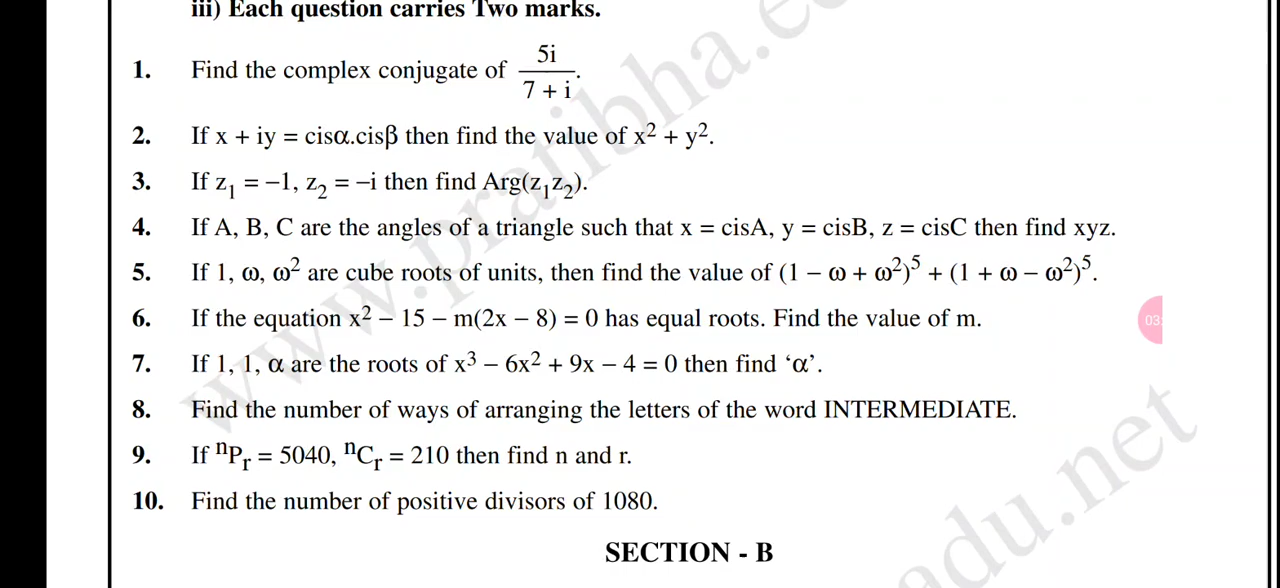 iii) Each question carries Two marks.
1. Find the complex conjugate of 5i / 7 + i.
2. If x + iy = cisα.cisβ then find the value of x² + y².
3. If z₁ = –1, z₂ = –i then find Arg(z₁z₂).
4. If A, B, C are the angles of a triangle such that x = cisA, y = cisB, z = cisC then find xyz.
5. If 1, ω, ω² are cube roots of units, then find the value of (1 – ω + ω²)⁵ + (1 + ω – ω²)⁵.
6. If the equation x² – 15 – m(2x – 8) = 0 has equal roots. Find the value of m.
03
7. If 1, 1, α are the roots of x³ – 6x² + 9x – 4 = 0 then find ‘α’.
8. Find the number of ways of arranging the letters of the word INTERMEDIATE.
9. If ⁿPᵣ = 5040, ⁿCᵣ = 210 then find n and r.
10. Find the number of positive divisors of 1080.
SECTION - B
www.pratibha.e
adu.net